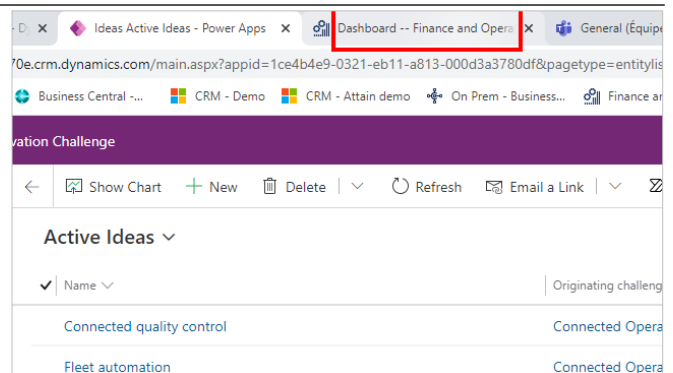 Ideas Active Ideas - Power Apps Dashboard -- Finance and Opera General (Équipe
70e.crm.dynamics.com/main.aspx?appid=1ce4b4e9-0321-eb11-a813-000d3a3780df&pagetype=entitylis
Business Central -... CRM - Demo CRM - Attain demo On Prem - Business... Finance ar
vation Challenge
Show Chart New Delete Refresh Email a Link
Active Ideas
Name Originating challeng
Connected quality control Connected Opera
Fleet automation Connected Opera